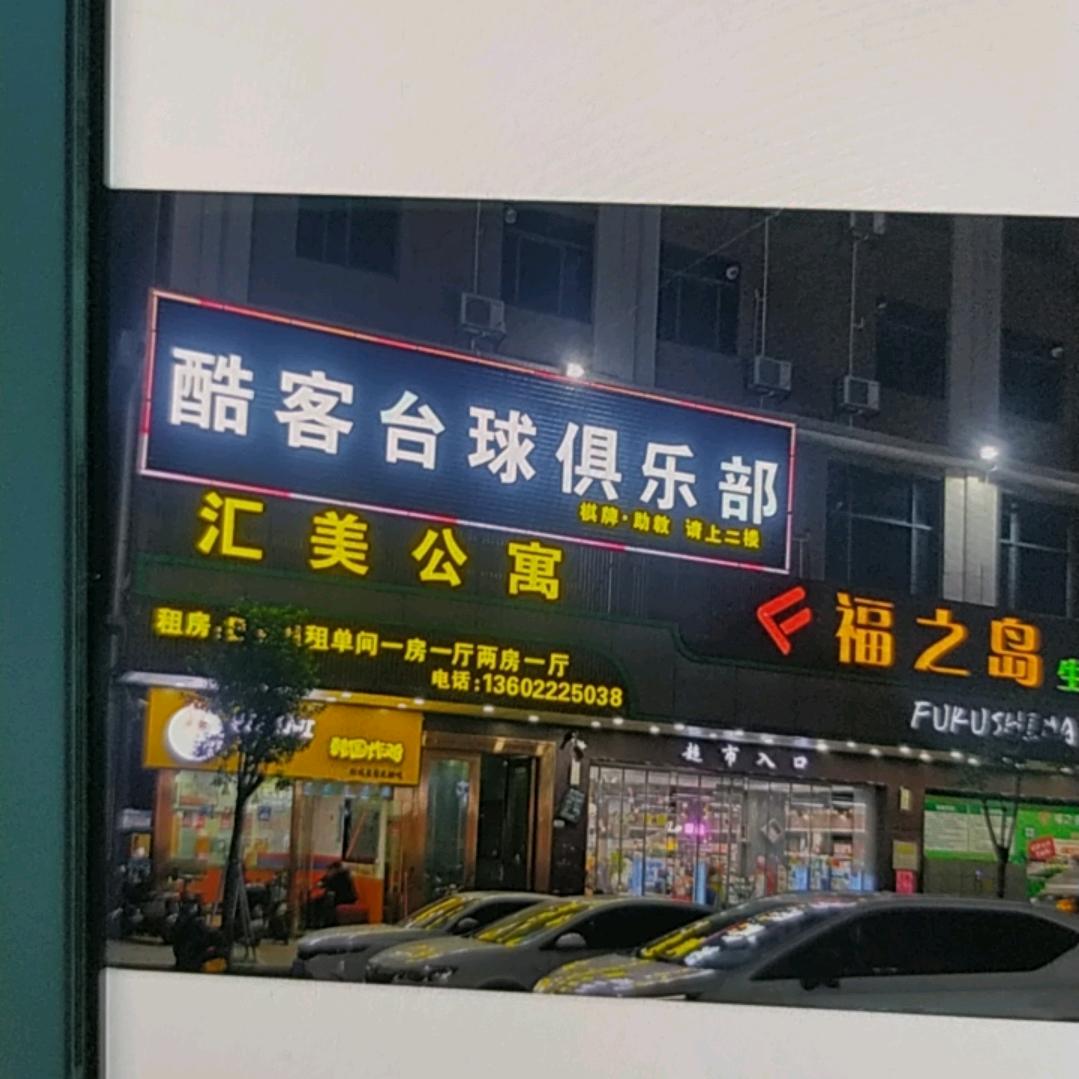 酷客台球俱乐部
棋牌·助教 请上二楼
汇美公寓
福之岛
FUKUSHIMA
租单间一房一厅两房一厅
租房:
电话:13602225038
韩国炸鸡
超市入口